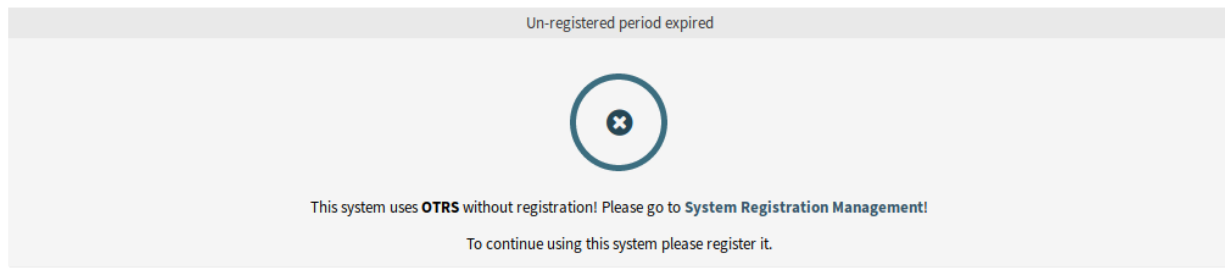 Un-registered period expired
This system uses OTRS without registration! Please go to System Registration Management!
To continue using this system please register it.